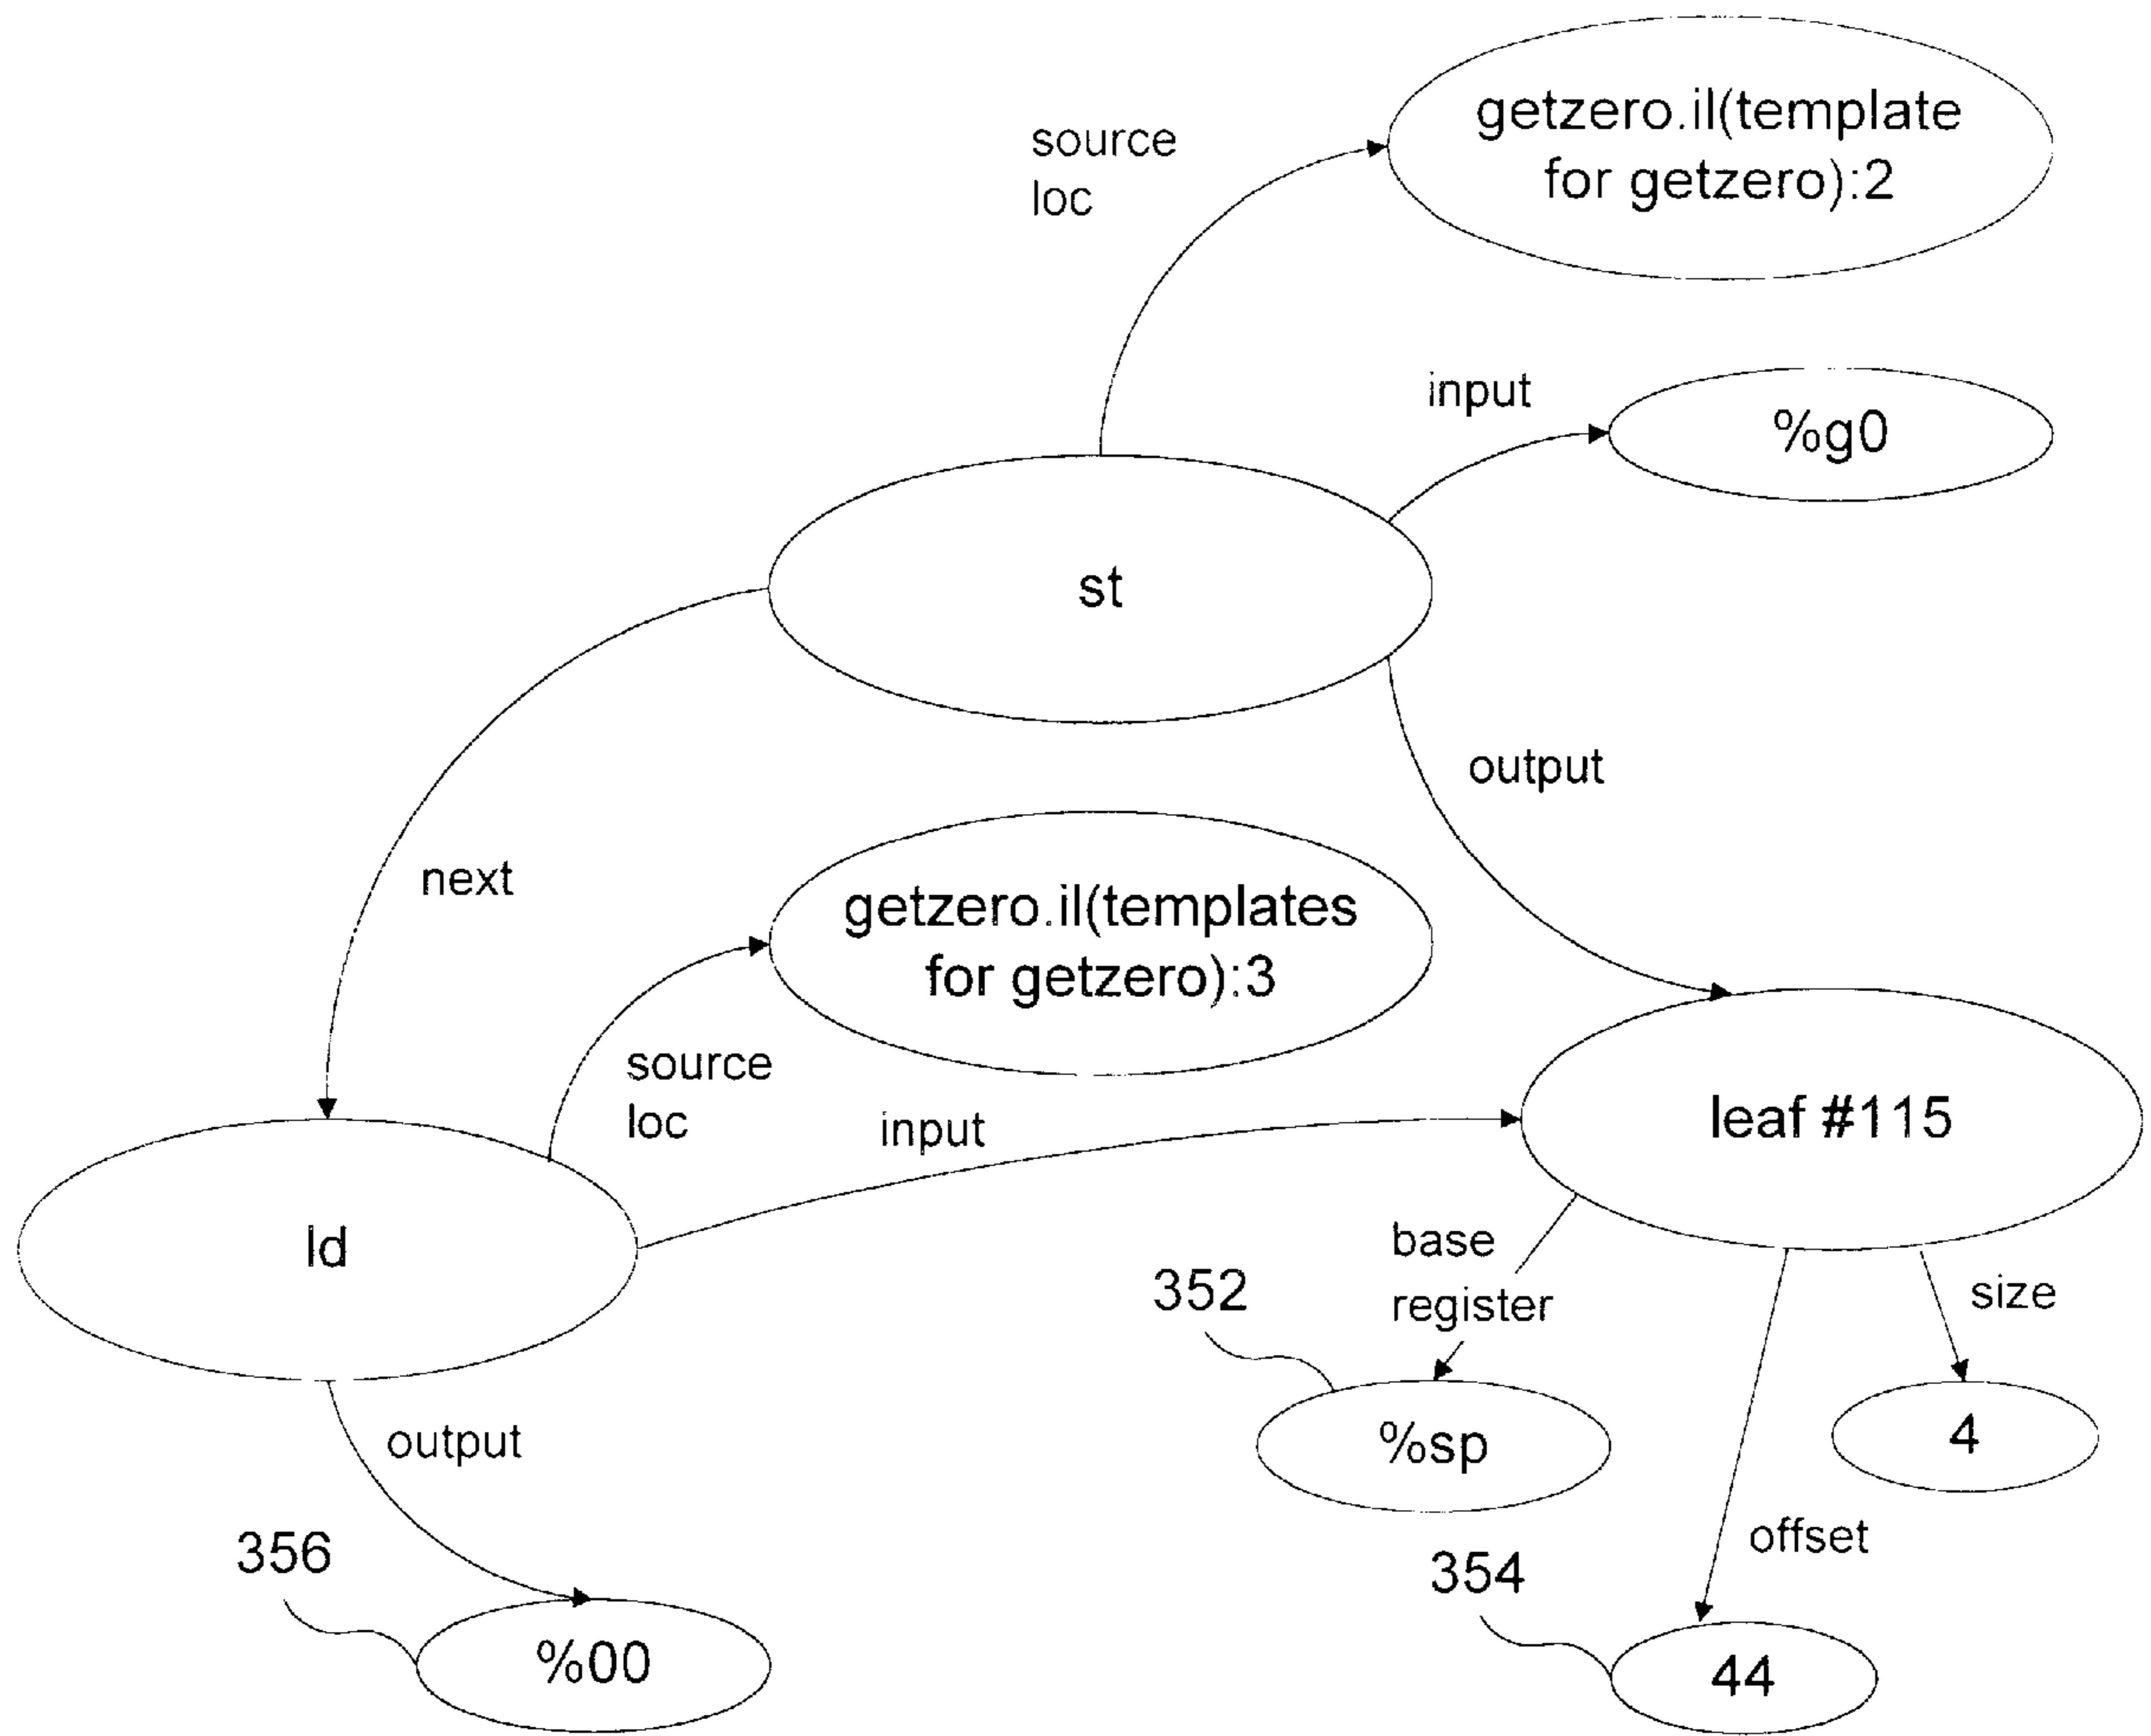 getzero.il(template
for getzero):2
source
loc
input
%g0
st
output
next
getzero.il(templates
for getzero):3
source
loc
input
leaf #115
ld
base
register
size
352
%sp
4
output
offset
356
354
%00
44